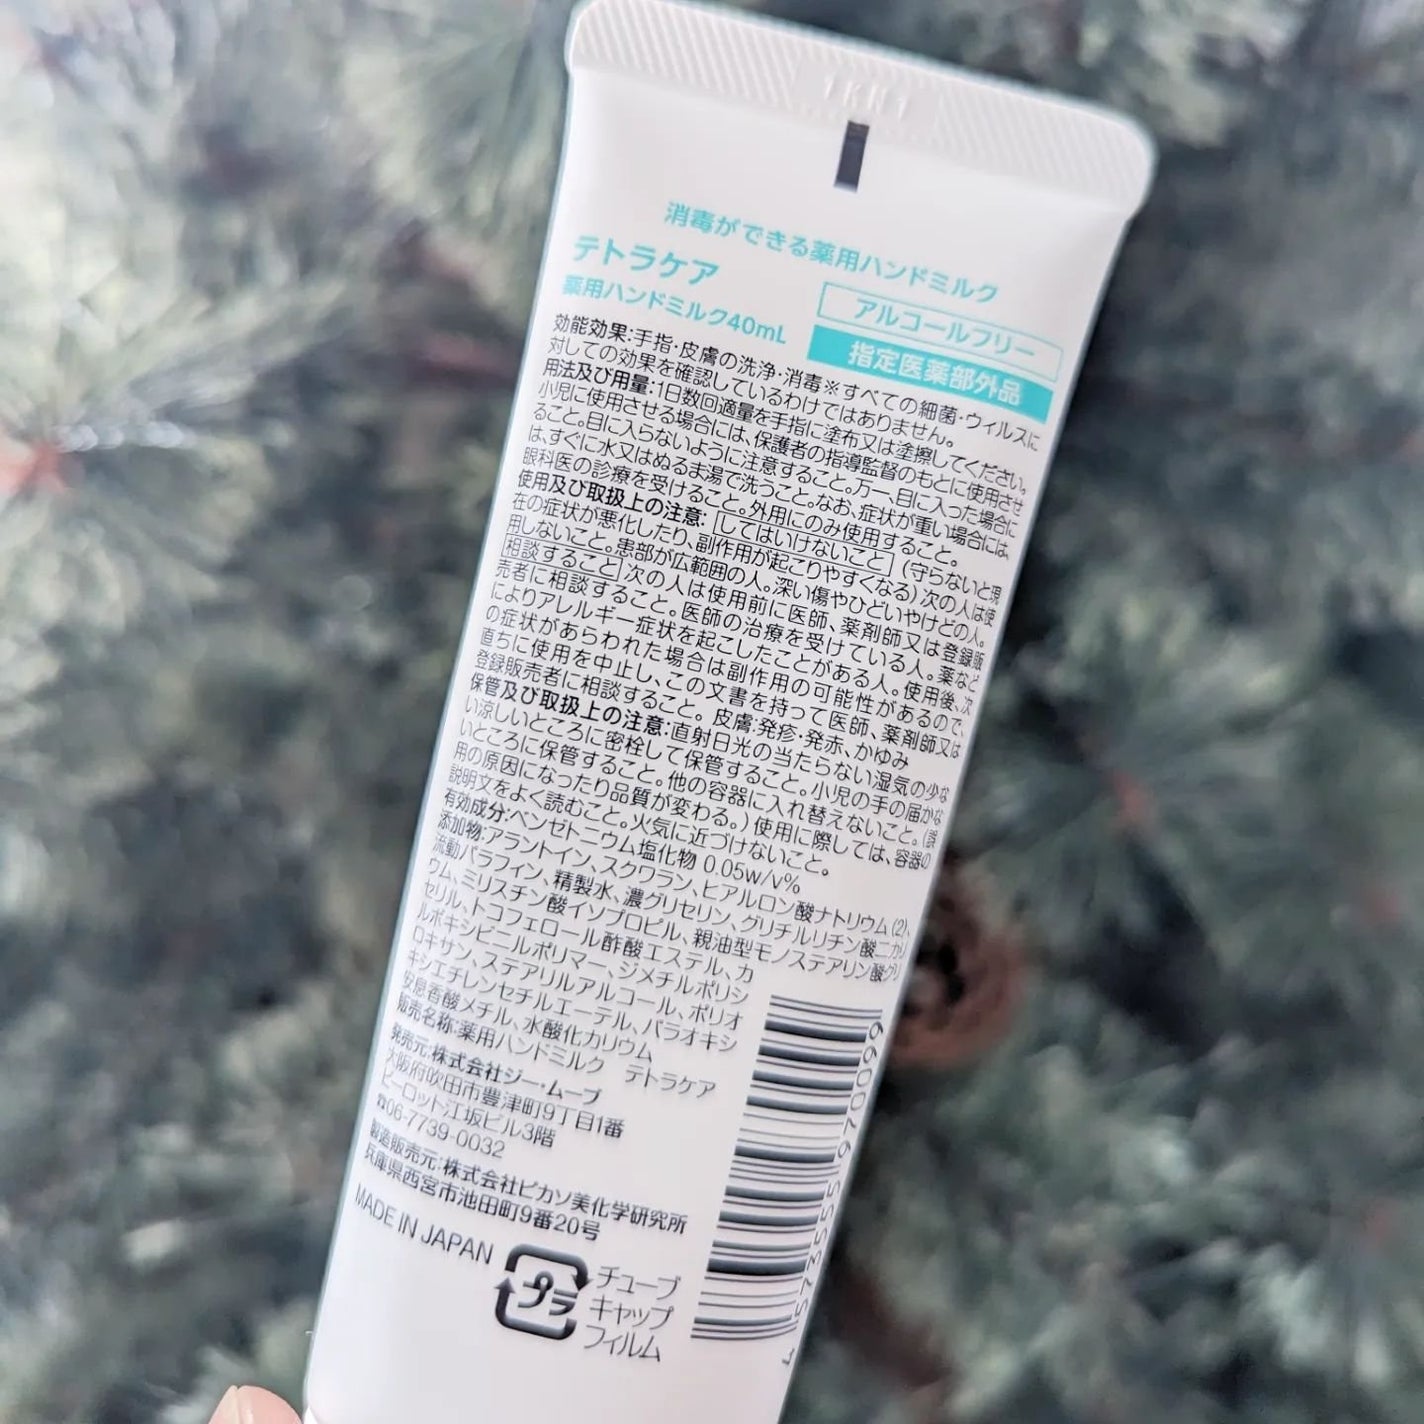 消毒ができる薬用ハンドミルク
テトラケア
薬用ハンドミルク40mL
アルコールフリー
指定医薬部外品
効能効果:手指・皮膚の洗浄・消毒※すべての細菌・ウィルスに
対しての効果を確認しているわけではありません。
用法及び用量:1日数回適量を手指に塗布又は塗擦してください。
小児に使用させる場合には、保護者の指導監督のもとに使用させ
ること。目に入らないように注意すること。万一、目に入った場合に
は、すぐに水又はぬるま湯で洗うこと。なお、症状が重い場合には、
眼科医の診療を受けること。外用にのみ使用すること。
使用及び取扱上の注意:してはいけないこと(守らないと現
在の症状が悪化したり、副作用が起こりやすくなる)次の人は使
用しないこと。患部が広範囲の人。深い傷やひどいやけどの人。
相談すること次の人は使用前に医師、薬剤師又は登録販
売者に相談すること。医師の治療を受けている人。薬など
によりアレルギー症状を起こしたことがある人。使用後、次
の症状があらわれた場合は副作用の可能性があるので、
直ちに使用を中止し、この文書を持って医師、薬剤師又は
登録販売者に相談すること。皮膚:発疹・発赤、かゆみ
保管及び取扱上の注意:直射日光の当たらない湿気の少な
い涼しいところに密栓して保管すること。小児の手の届かな
いところに保管すること。他の容器に入れ替えないこと。(誤
用の原因になったり品質が変わる。)使用に際しては、容器の
説明文をよく読むこと。火気に近づけないこと。
有効成分:ベンゼトニウム塩化物 0.05w/v%
添加物:アラントイン、スクワラン、ヒアルロン酸ナトリウム(2)、
流動パラフィン、精製水、濃グリセリン、グリチルリチン酸二カリ
ウム、ミリスチン酸イソプロピル、親油型モノステアリン酸グリ
セリル、トコフェロール酢酸エステル、カ
ルボキシビニルポリマー、ジメチルポリシ
ロキサン、ステアリルアルコール、ポリオ
キシエチレンセチルエーテル、パラオキシ
安息香酸メチル、水酸化カリウム
販売名称:薬用ハンドミルク テトラケア
発売元:株式会社ジー・ムーブ
大阪府吹田市豊津町9丁目1番
ビーロット江坂ビル3階
☎06-7739-0032
製造販売元:株式会社ピカソ美化学研究所
兵庫県西宮市池田町9番20号
MADE IN JAPAN
プラ
チューブ
キャップ
フィルム